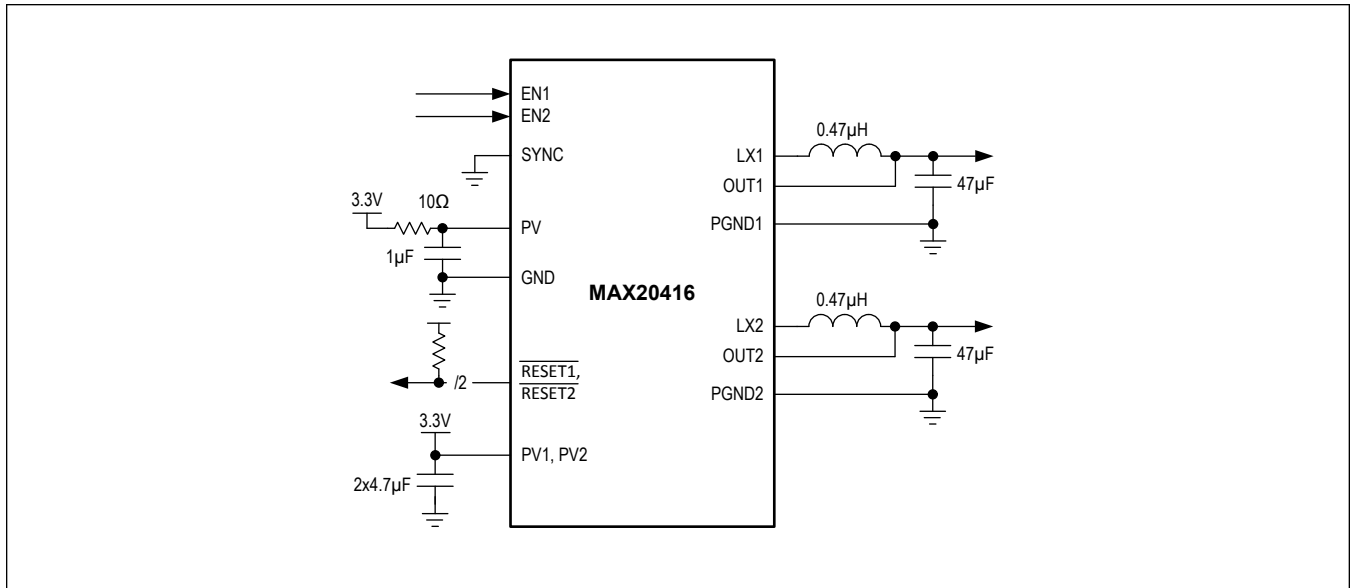 EN1
EN2
SYNC
3.3V
10Ω
PV
1µF
GND
MAX20416
/2
RESET1,
RESET2
3.3V
PV1, PV2
2x4.7µF
0.47µH
LX1
OUT1
47µF
PGND1
0.47µH
LX2
OUT2
47µF
PGND2